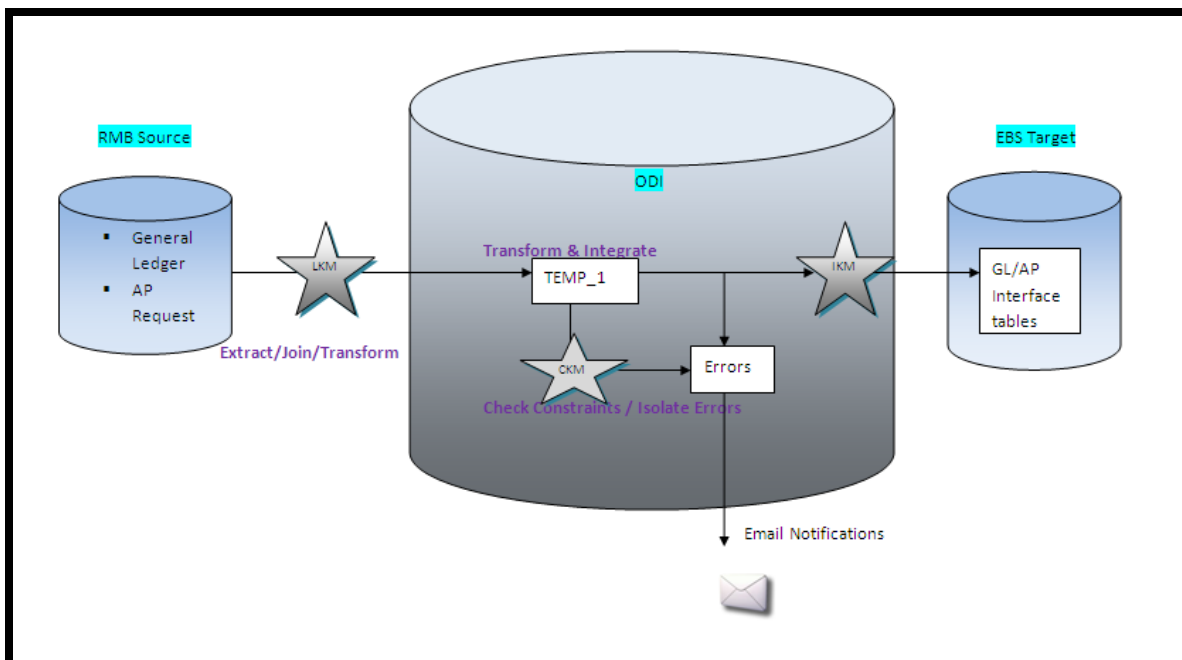 RMB Source
▪ General
Ledger
▪ AP
Request
LKM
Extract/Join/Transform
ODI
Transform & Integrate
TEMP_1
CKM
Check Constraints / Isolate Errors
Errors
IKM
Email Notifications
EBS Target
GL/AP
Interface
tables